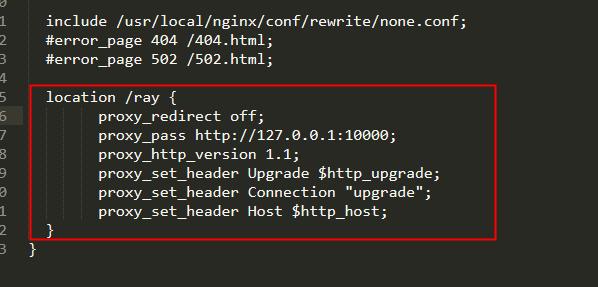 0
1 include /usr/local/nginx/conf/rewrite/none.conf;
2 #error_page 404 /404.html;
3 #error_page 502 /502.html;
4
5 location /ray {
6 proxy_redirect off;
7 proxy_pass http://127.0.0.1:10000;
8 proxy_http_version 1.1;
9 proxy_set_header Upgrade $http_upgrade;
0 proxy_set_header Connection "upgrade";
1 proxy_set_header Host $http_host;
2 }
3 }